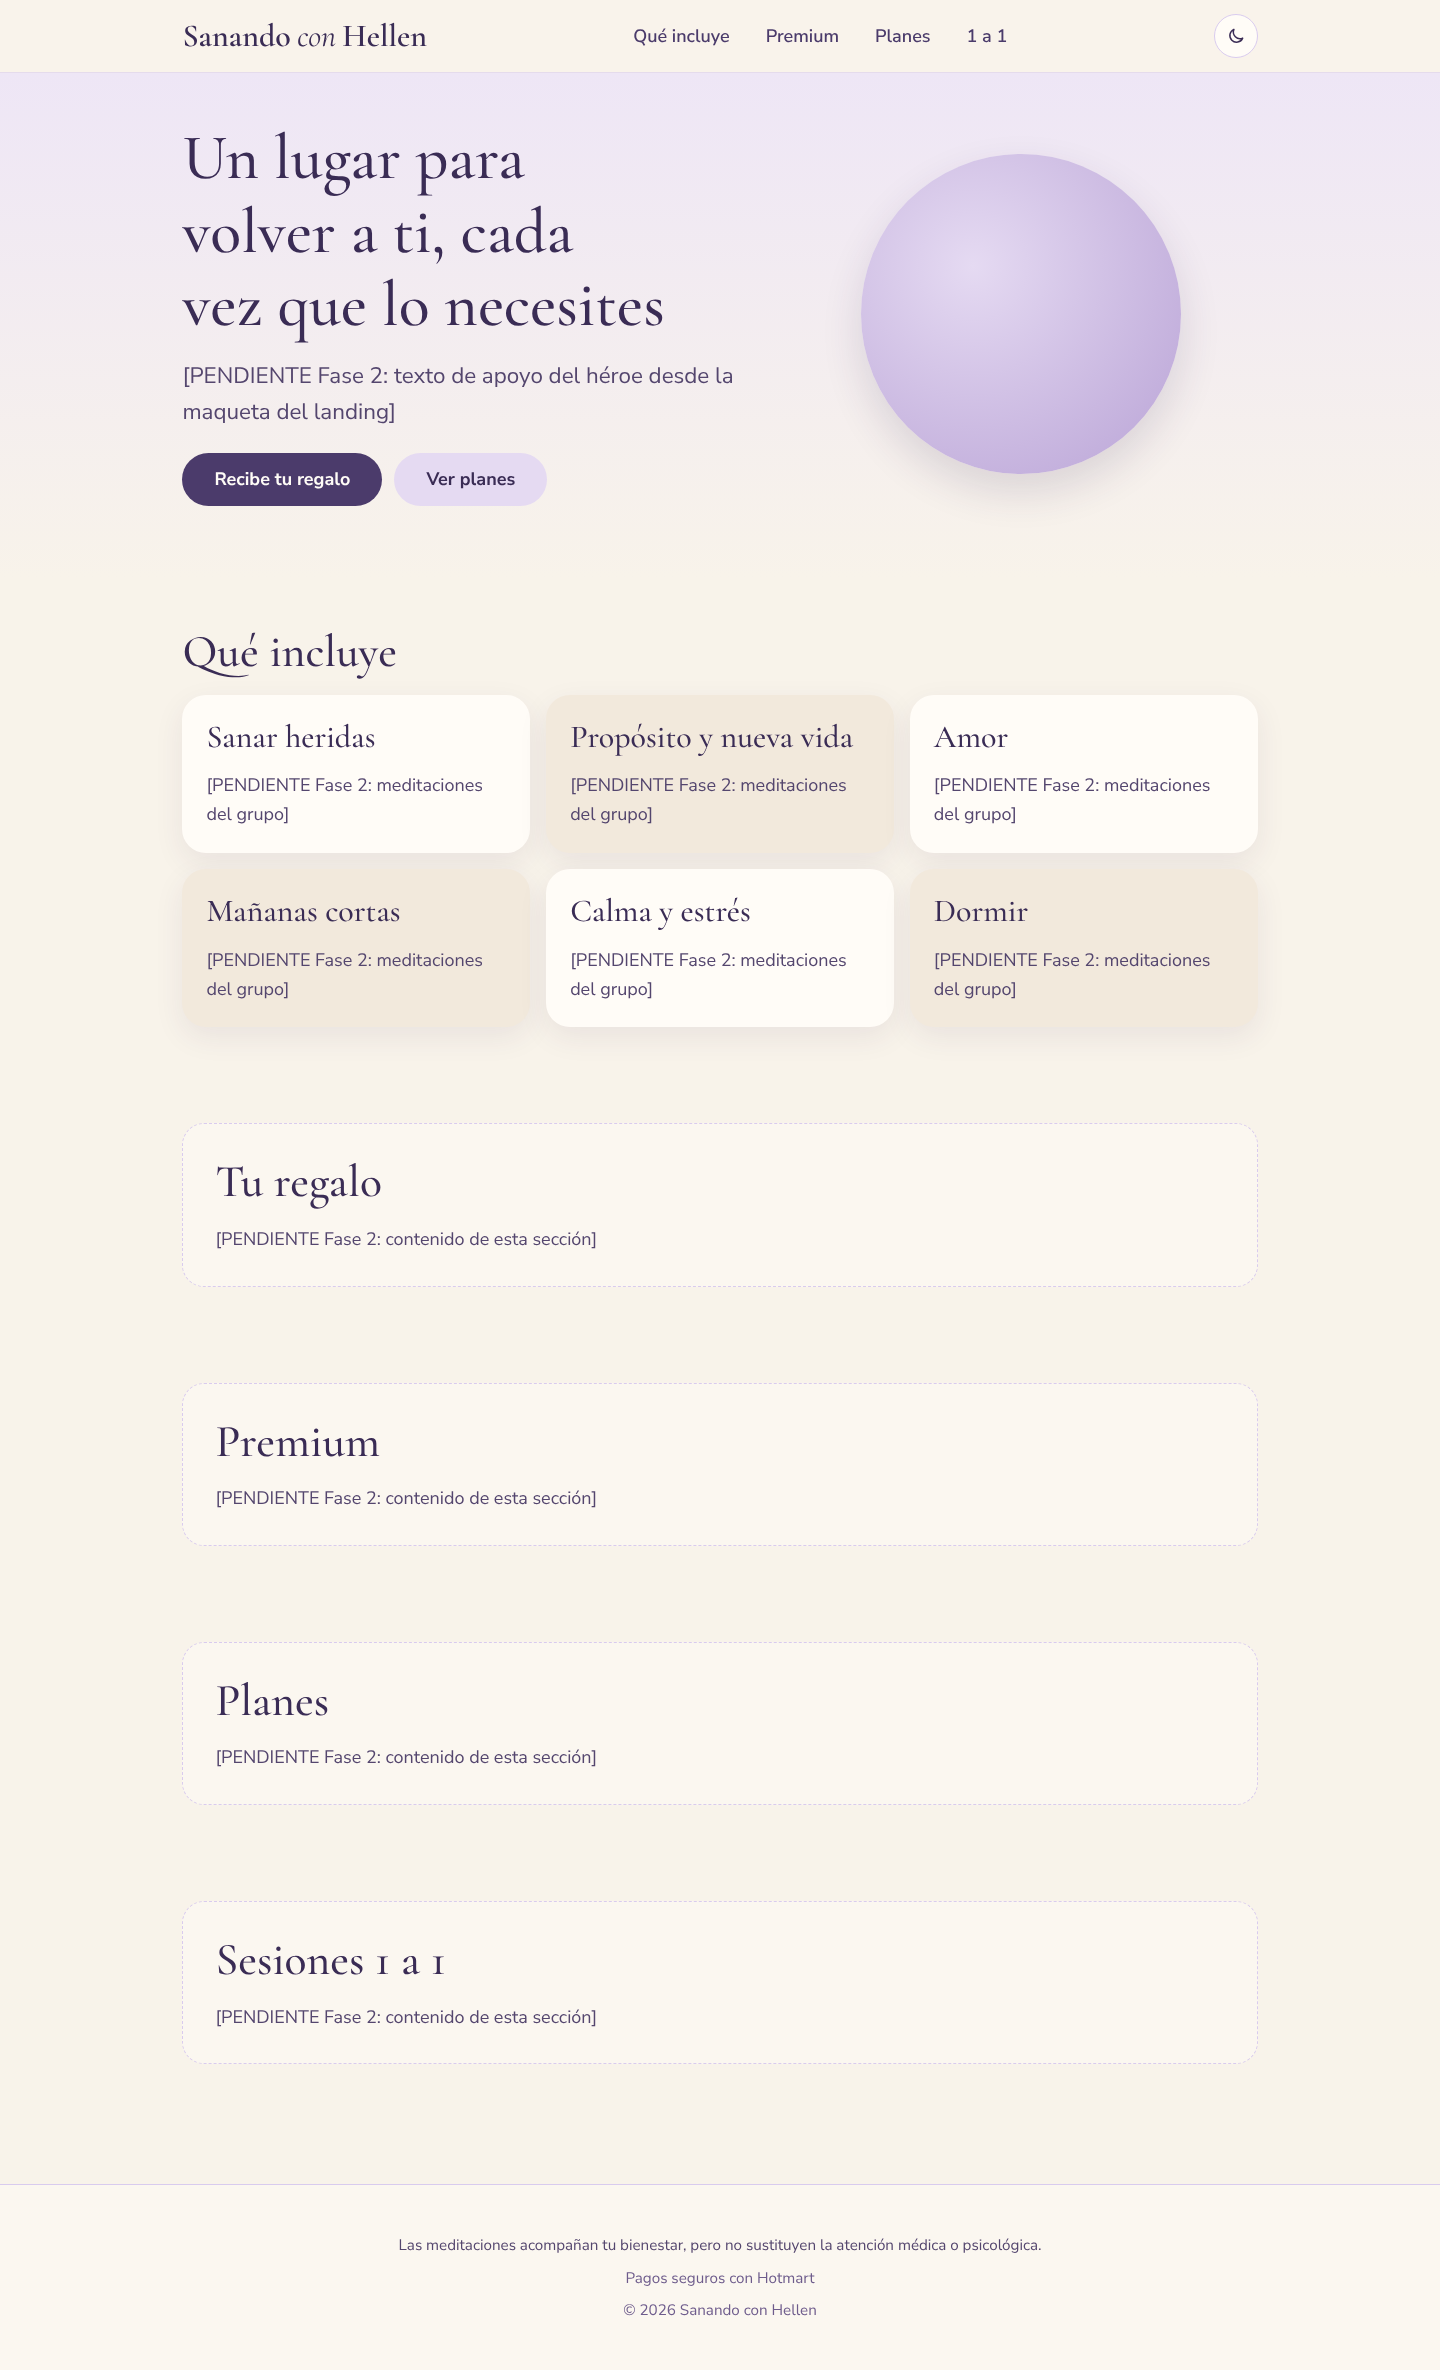 Sanando con Hellen
Qué incluye
Premium
Planes
1 a 1
Un lugar para
volver a ti, cada
vez que lo necesites
[PENDIENTE Fase 2: texto de apoyo del héroe desde la
maqueta del landing]
Recibe tu regalo
Ver planes
Qué incluye
Sanar heridas
[PENDIENTE Fase 2: meditaciones
del grupo]
Propósito y nueva vida
[PENDIENTE Fase 2: meditaciones
del grupo]
Amor
[PENDIENTE Fase 2: meditaciones
del grupo]
Mañanas cortas
[PENDIENTE Fase 2: meditaciones
del grupo]
Calma y estrés
[PENDIENTE Fase 2: meditaciones
del grupo]
Dormir
[PENDIENTE Fase 2: meditaciones
del grupo]
Tu regalo
[PENDIENTE Fase 2: contenido de esta sección]
Premium
[PENDIENTE Fase 2: contenido de esta sección]
Planes
[PENDIENTE Fase 2: contenido de esta sección]
Sesiones 1 a 1
[PENDIENTE Fase 2: contenido de esta sección]
Las meditaciones acompañan tu bienestar, pero no sustituyen la atención médica o psicológica.
Pagos seguros con Hotmart
© 2026 Sanando con Hellen